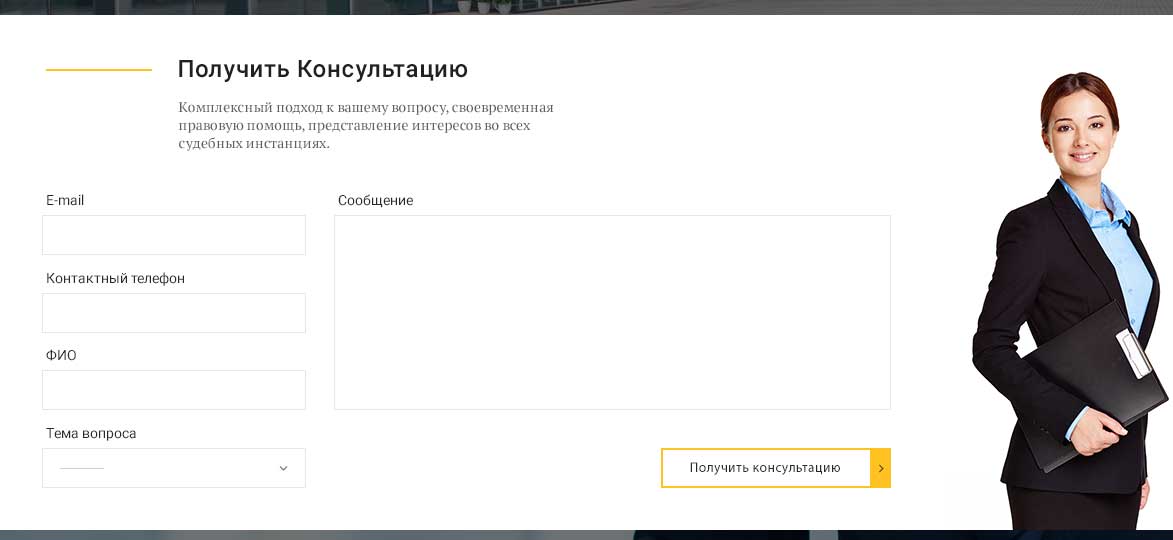 Получить Консультацию
Комплексный подход к вашему вопросу, своевременная
правовую помощь, представление интересов во всех
судебных инстанциях.
E-mail
Сообщение
Контактный телефон
ФИО
Тема вопроса
Получить консультацию